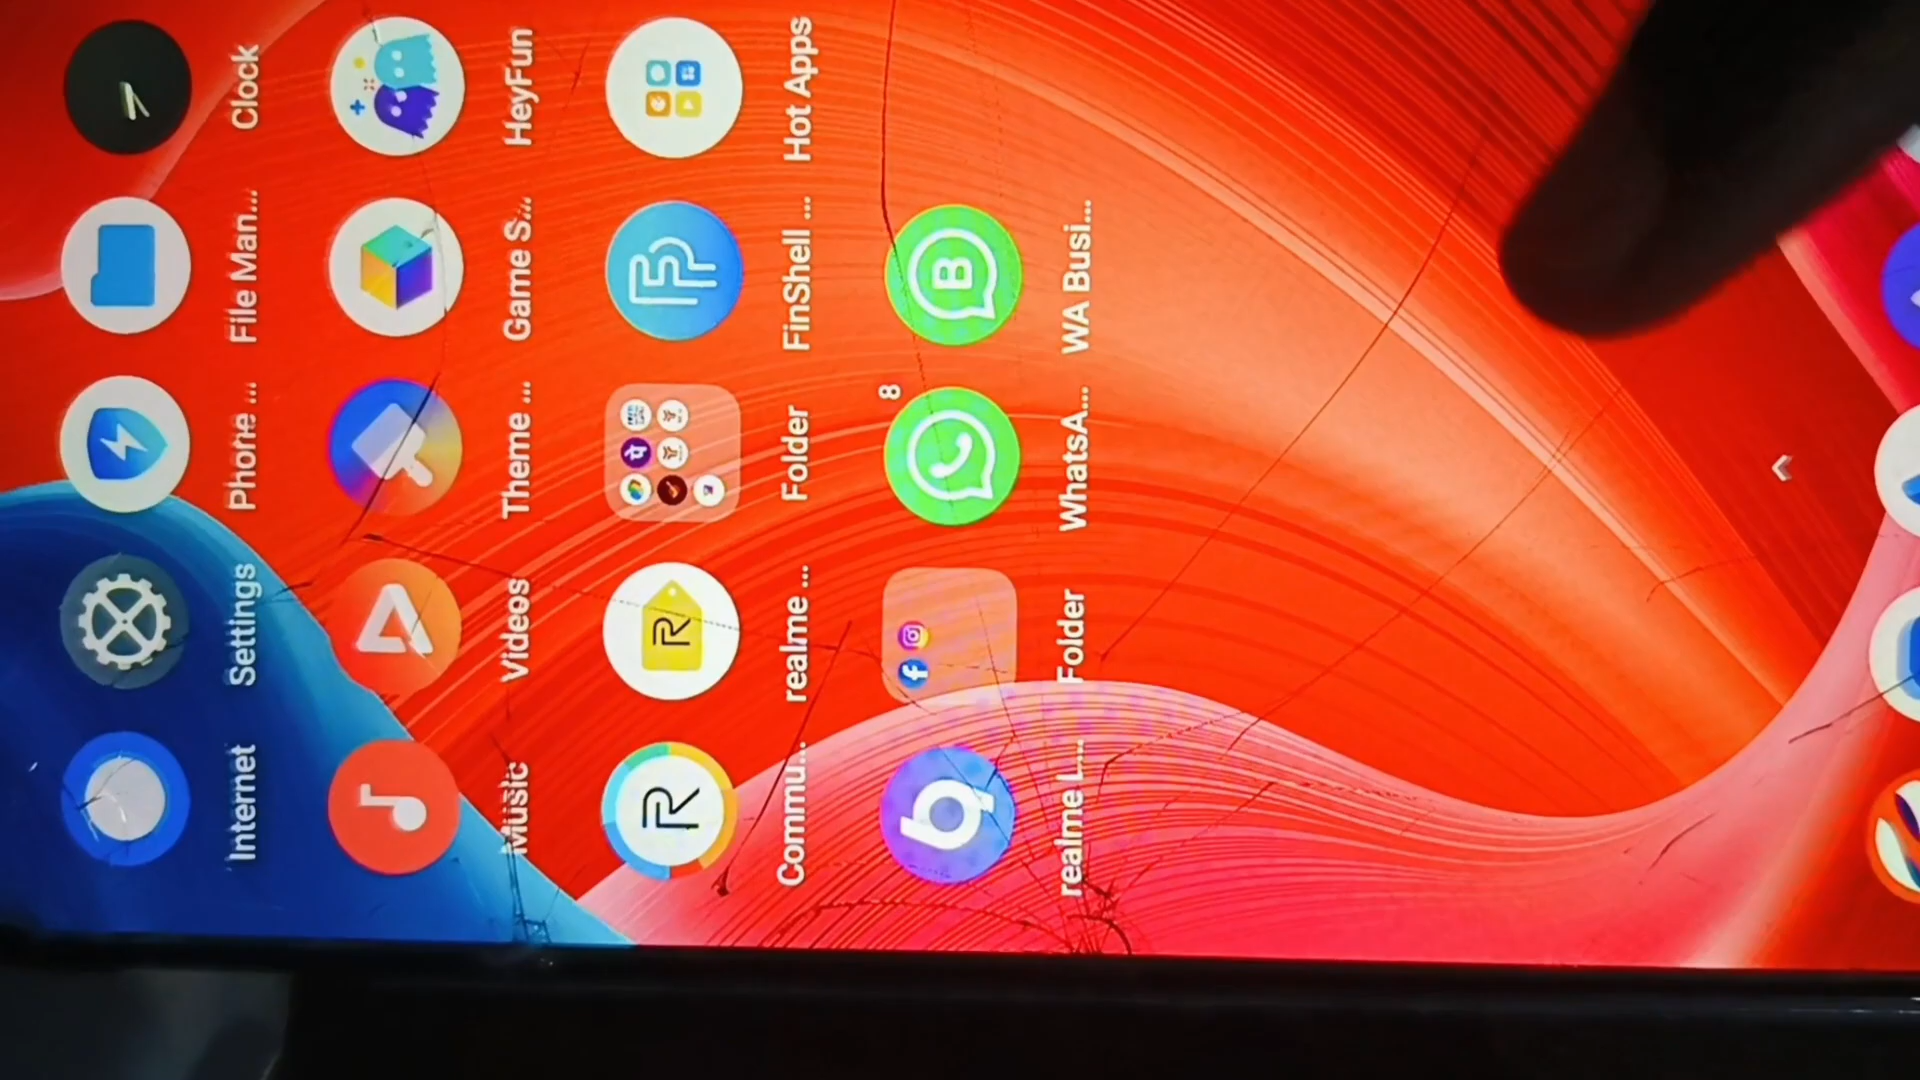 Internet Settings Phone ... File Man... Clock
Music Videos Theme ... Game S... HeyFun
Commu... realme ... Folder FinShell ... Hot Apps
8
realme L... Folder WhatsA... WA Busi...